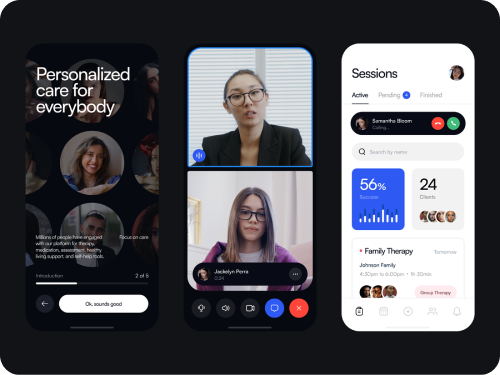 Personalized
care for
everybody
Millions of people have engaged
with our platform for therapy,
medication, assessment, healthy
living support, and self-help tools.
Focus on care
Introduction
2 of 5
Ok, sounds good
Jackelyn Perra
0:24
Sessions
Active
Pending
4
Finished
Samantha Bloom
Calling...
Search by name
56%
Success
24
Clients
Family Therapy
Tomorrow
Johnson Family
4:30pm to 6:00pm • 1h 30min
Group Therapy